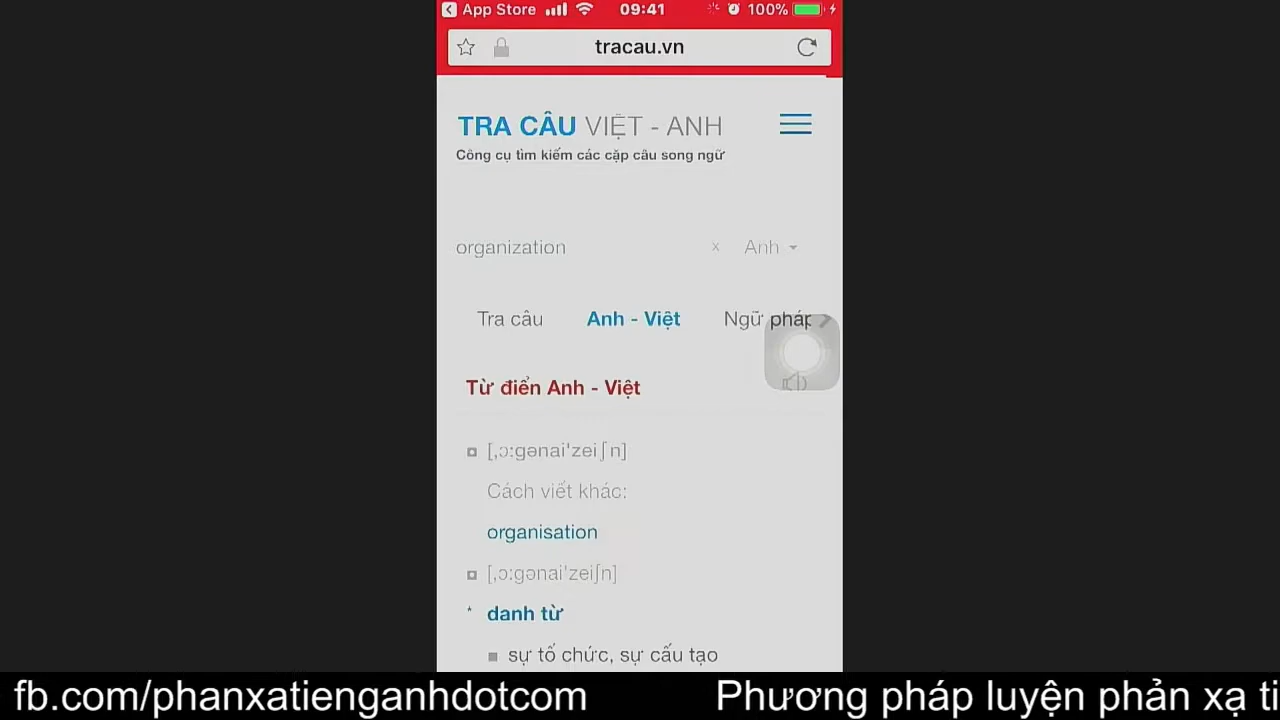 App Store 09:41 100%
tracau.vn
TRA CÂU VIỆT - ANH
Công cụ tìm kiếm các cặp câu song ngữ
organization x Anh
Tra câu Anh - Việt Ngữ pháp
Từ điển Anh - Việt
[,ɔ:gənai'zei∫n]
Cách viết khác:
organisation
[,ɔ:gənai'zei∫n]
* danh từ
sự tổ chức, sự cấu tạo
fb.com/phanxatienganhdotcom Phương pháp luyện phản xạ ti